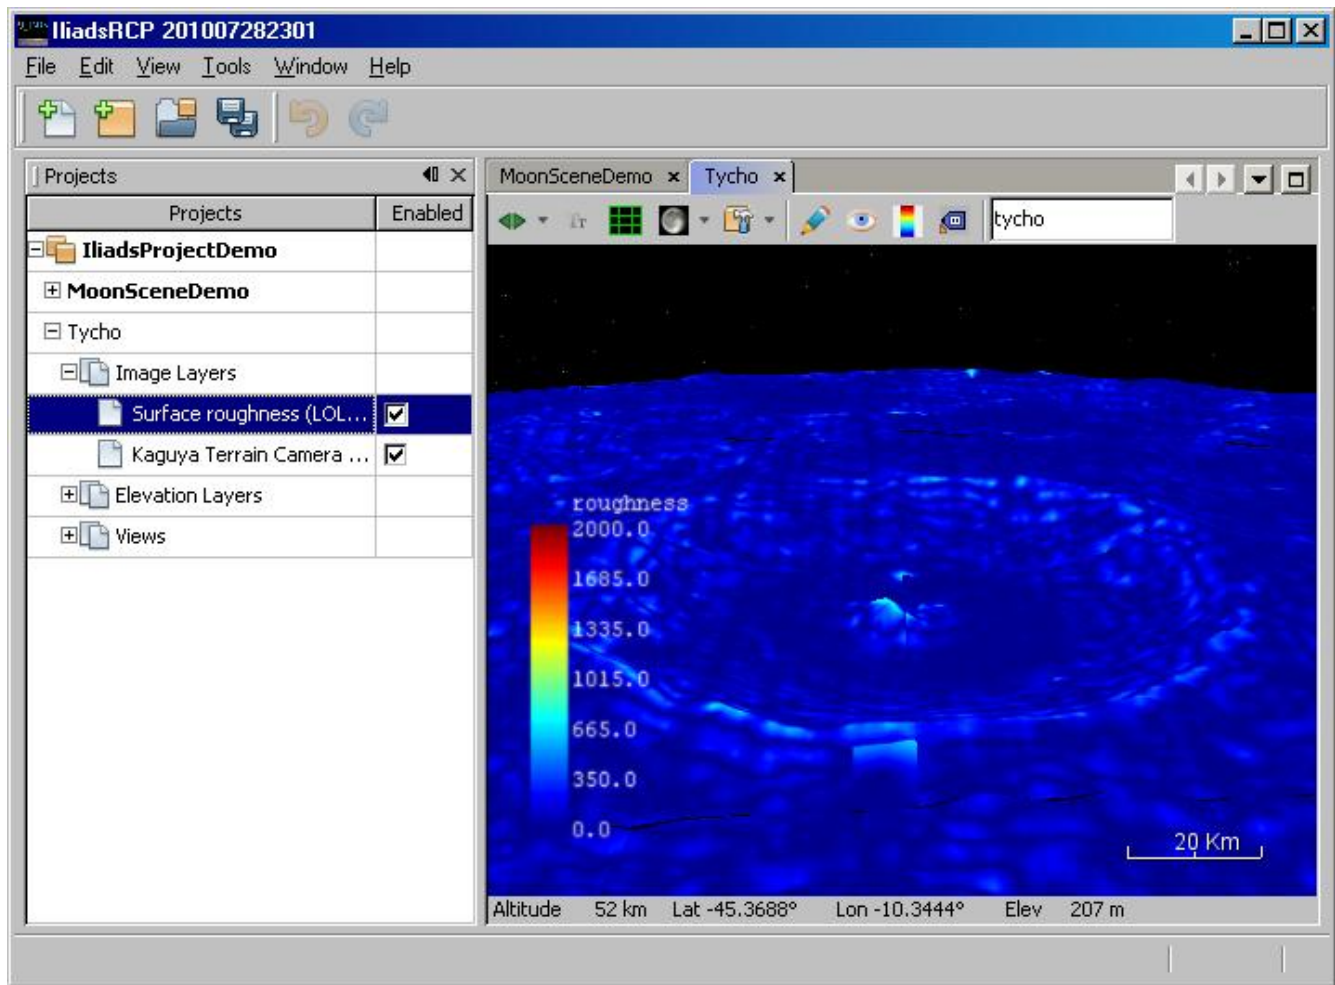 IliadsRCP 201007282301
File Edit View Tools Window Help
Projects
MoonSceneDemo Tycho
Projects Enabled
tycho
IliadsProjectDemo
MoonSceneDemo
Tycho
Image Layers
Surface roughness (LOL...
Kaguya Terrain Camera ...
Elevation Layers
Views
roughness
2000.0
1685.0
1335.0
1015.0
665.0
350.0
0.0
20 Km
Altitude 52 km Lat -45.3688° Lon -10.3444° Elev 207 m